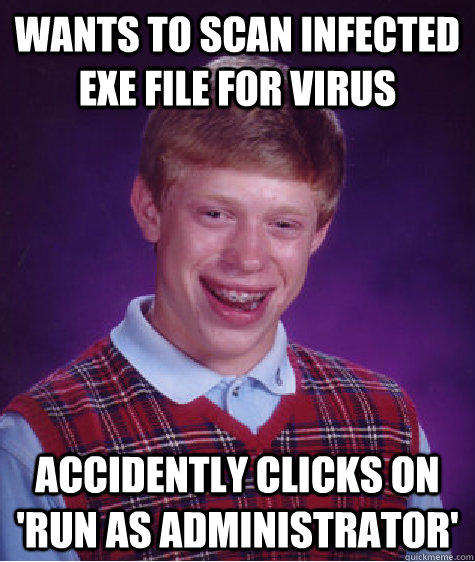 WANTS TO SCAN INFECTED
EXE FILE FOR VIRUS
ACCIDENTLY CLICKS ON
'RUN AS ADMINISTRATOR'
quickmeme.com